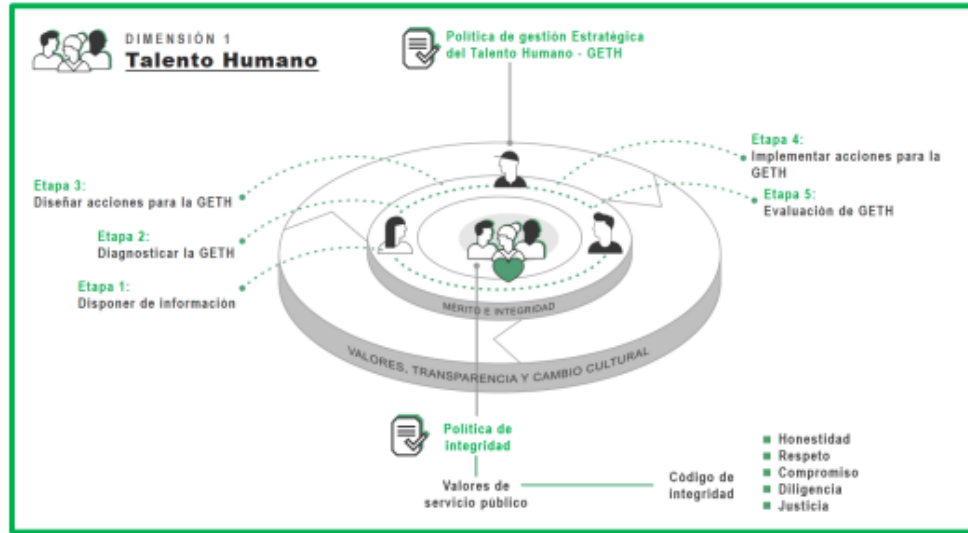 DIMENSIÓN 1
Talento Humano
Política de gestión Estratégica
del Talento Humano - GETH
Etapa 3:
Diseñar acciones para la GETH
Etapa 2:
Diagnosticar la GETH
Etapa 1:
Disponer de información
Etapa 4:
Implementar acciones para la
GETH
Etapa 5:
Evaluación de GETH
MÉRITO E INTEGRIDAD
VALORES, TRANSPARENCIA Y CAMBIO CULTURAL
Política de
integridad
Valores de
servicio público
Código de
integridad
Honestidad
Respeto
Compromiso
Diligencia
Justicia